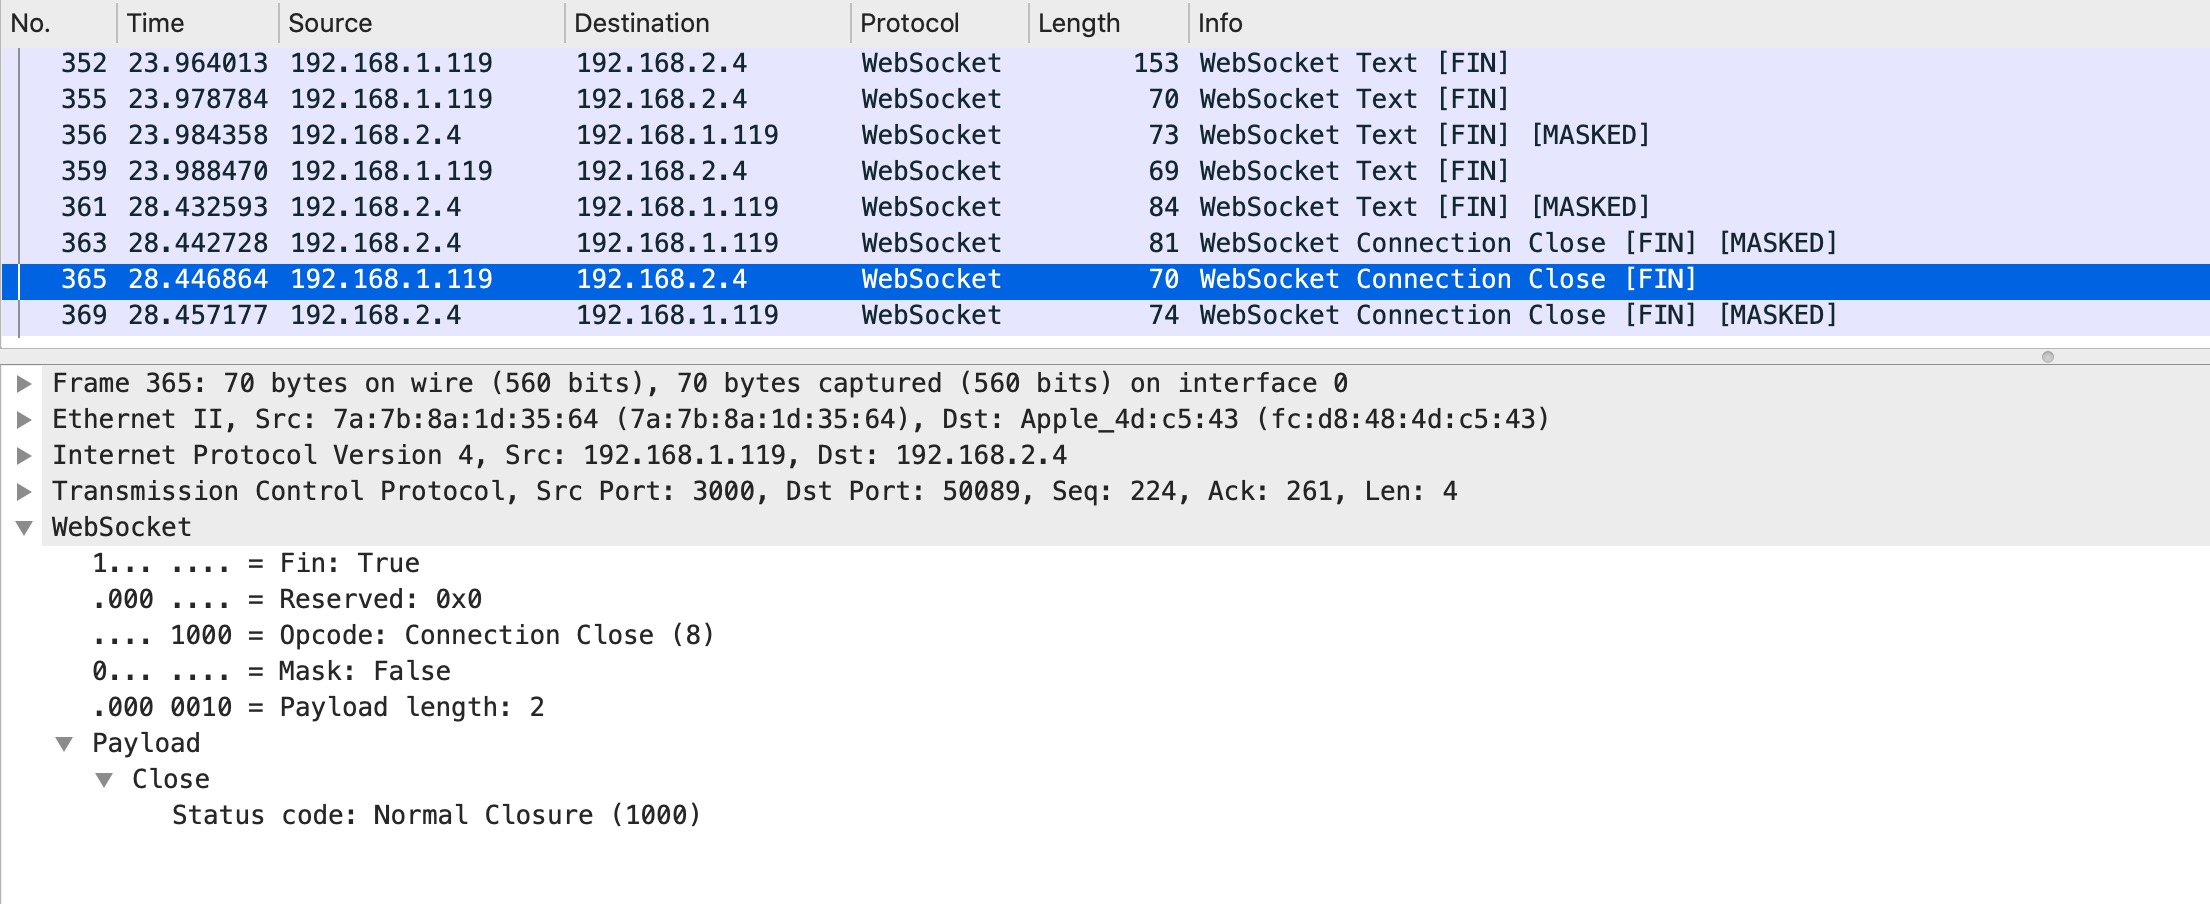 No. Time Source Destination Protocol Length Info
352 23.964013 192.168.1.119 192.168.2.4 WebSocket 153 WebSocket Text [FIN]
355 23.978784 192.168.1.119 192.168.2.4 WebSocket 70 WebSocket Text [FIN]
356 23.984358 192.168.2.4 192.168.1.119 WebSocket 73 WebSocket Text [FIN] [MASKED]
359 23.988470 192.168.1.119 192.168.2.4 WebSocket 69 WebSocket Text [FIN]
361 28.432593 192.168.2.4 192.168.1.119 WebSocket 84 WebSocket Text [FIN] [MASKED]
363 28.442728 192.168.2.4 192.168.1.119 WebSocket 81 WebSocket Connection Close [FIN] [MASKED]
365 28.446864 192.168.1.119 192.168.2.4 WebSocket 70 WebSocket Connection Close [FIN]
369 28.457177 192.168.2.4 192.168.1.119 WebSocket 74 WebSocket Connection Close [FIN] [MASKED]
Frame 365: 70 bytes on wire (560 bits), 70 bytes captured (560 bits) on interface 0
Ethernet II, Src: 7a:7b:8a:1d:35:64 (7a:7b:8a:1d:35:64), Dst: Apple_4d:c5:43 (fc:d8:48:4d:c5:43)
Internet Protocol Version 4, Src: 192.168.1.119, Dst: 192.168.2.4
Transmission Control Protocol, Src Port: 3000, Dst Port: 50089, Seq: 224, Ack: 261, Len: 4
WebSocket
1... .... = Fin: True
.000 .... = Reserved: 0x0
.... 1000 = Opcode: Connection Close (8)
0... .... = Mask: False
.000 0010 = Payload length: 2
Payload
Close
Status code: Normal Closure (1000)